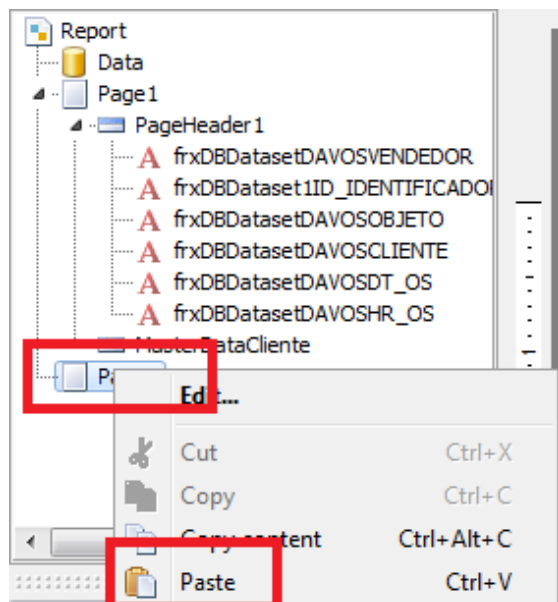 Report
Data
Page1
PageHeader1
frxDBDatasetDAVOSVENDEDOR
frxDBDataset1ID_IDENTIFICADO
frxDBDatasetDAVOSOBJETO
frxDBDatasetDAVOSCLIENTE
frxDBDatasetDAVOSDT_OS
frxDBDatasetDAVOSHR_OS
MasterDataCliente
Edit...
Cut Ctrl+X
Copy Ctrl+C
Copy content Ctrl+Alt+C
Paste Ctrl+V